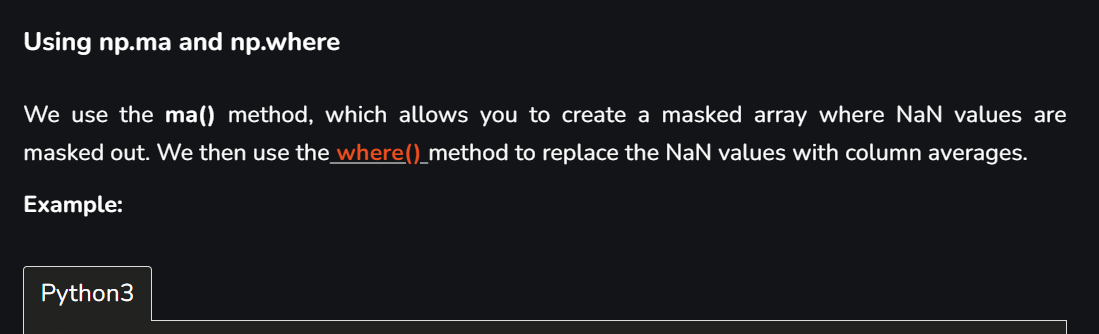 Using np.ma and np.where
We use the ma() method, which allows you to create a masked array where NaN values are
masked out. We then use the where() method to replace the NaN values with column averages.
Example:
Python3